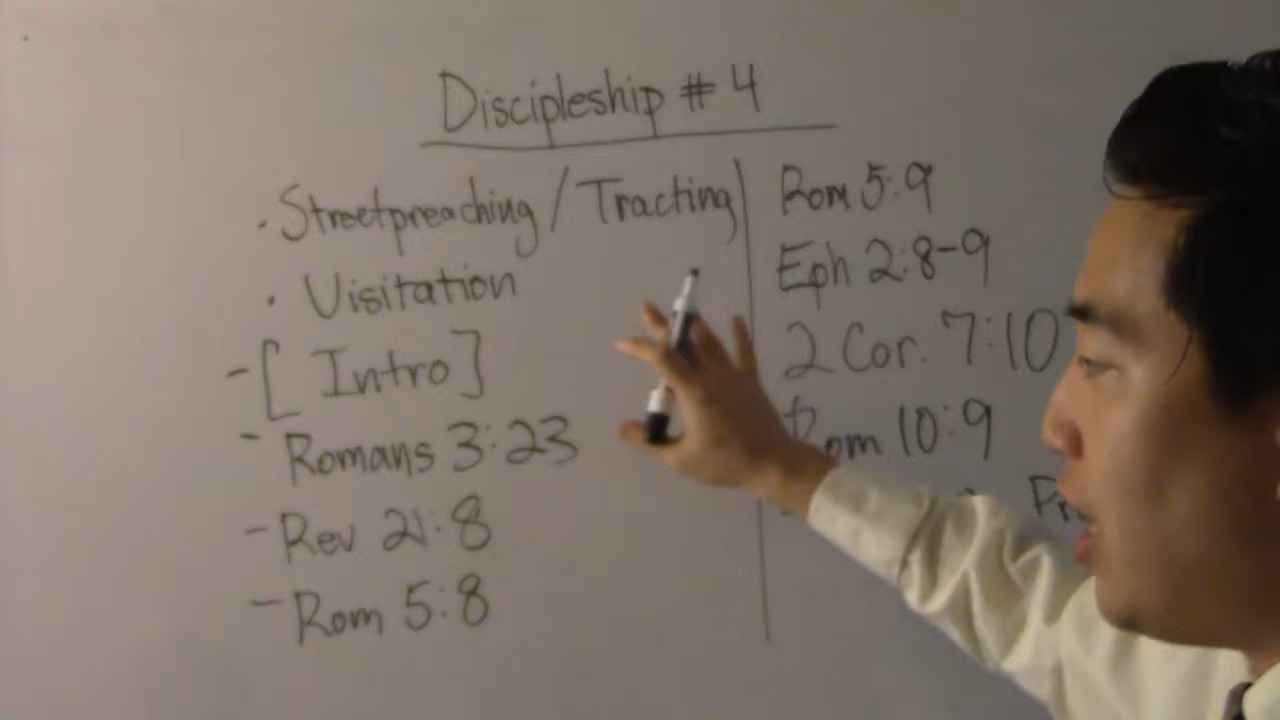 Discipleship # 4
. Streetpreaching / Tracting
. Visitation
- [ Intro ]
- Romans 3:23
- Rev 21:8
- Rom 5:8
Rom 5:9
Eph 2:8-9
2 Cor. 7:10
Rom 10:9